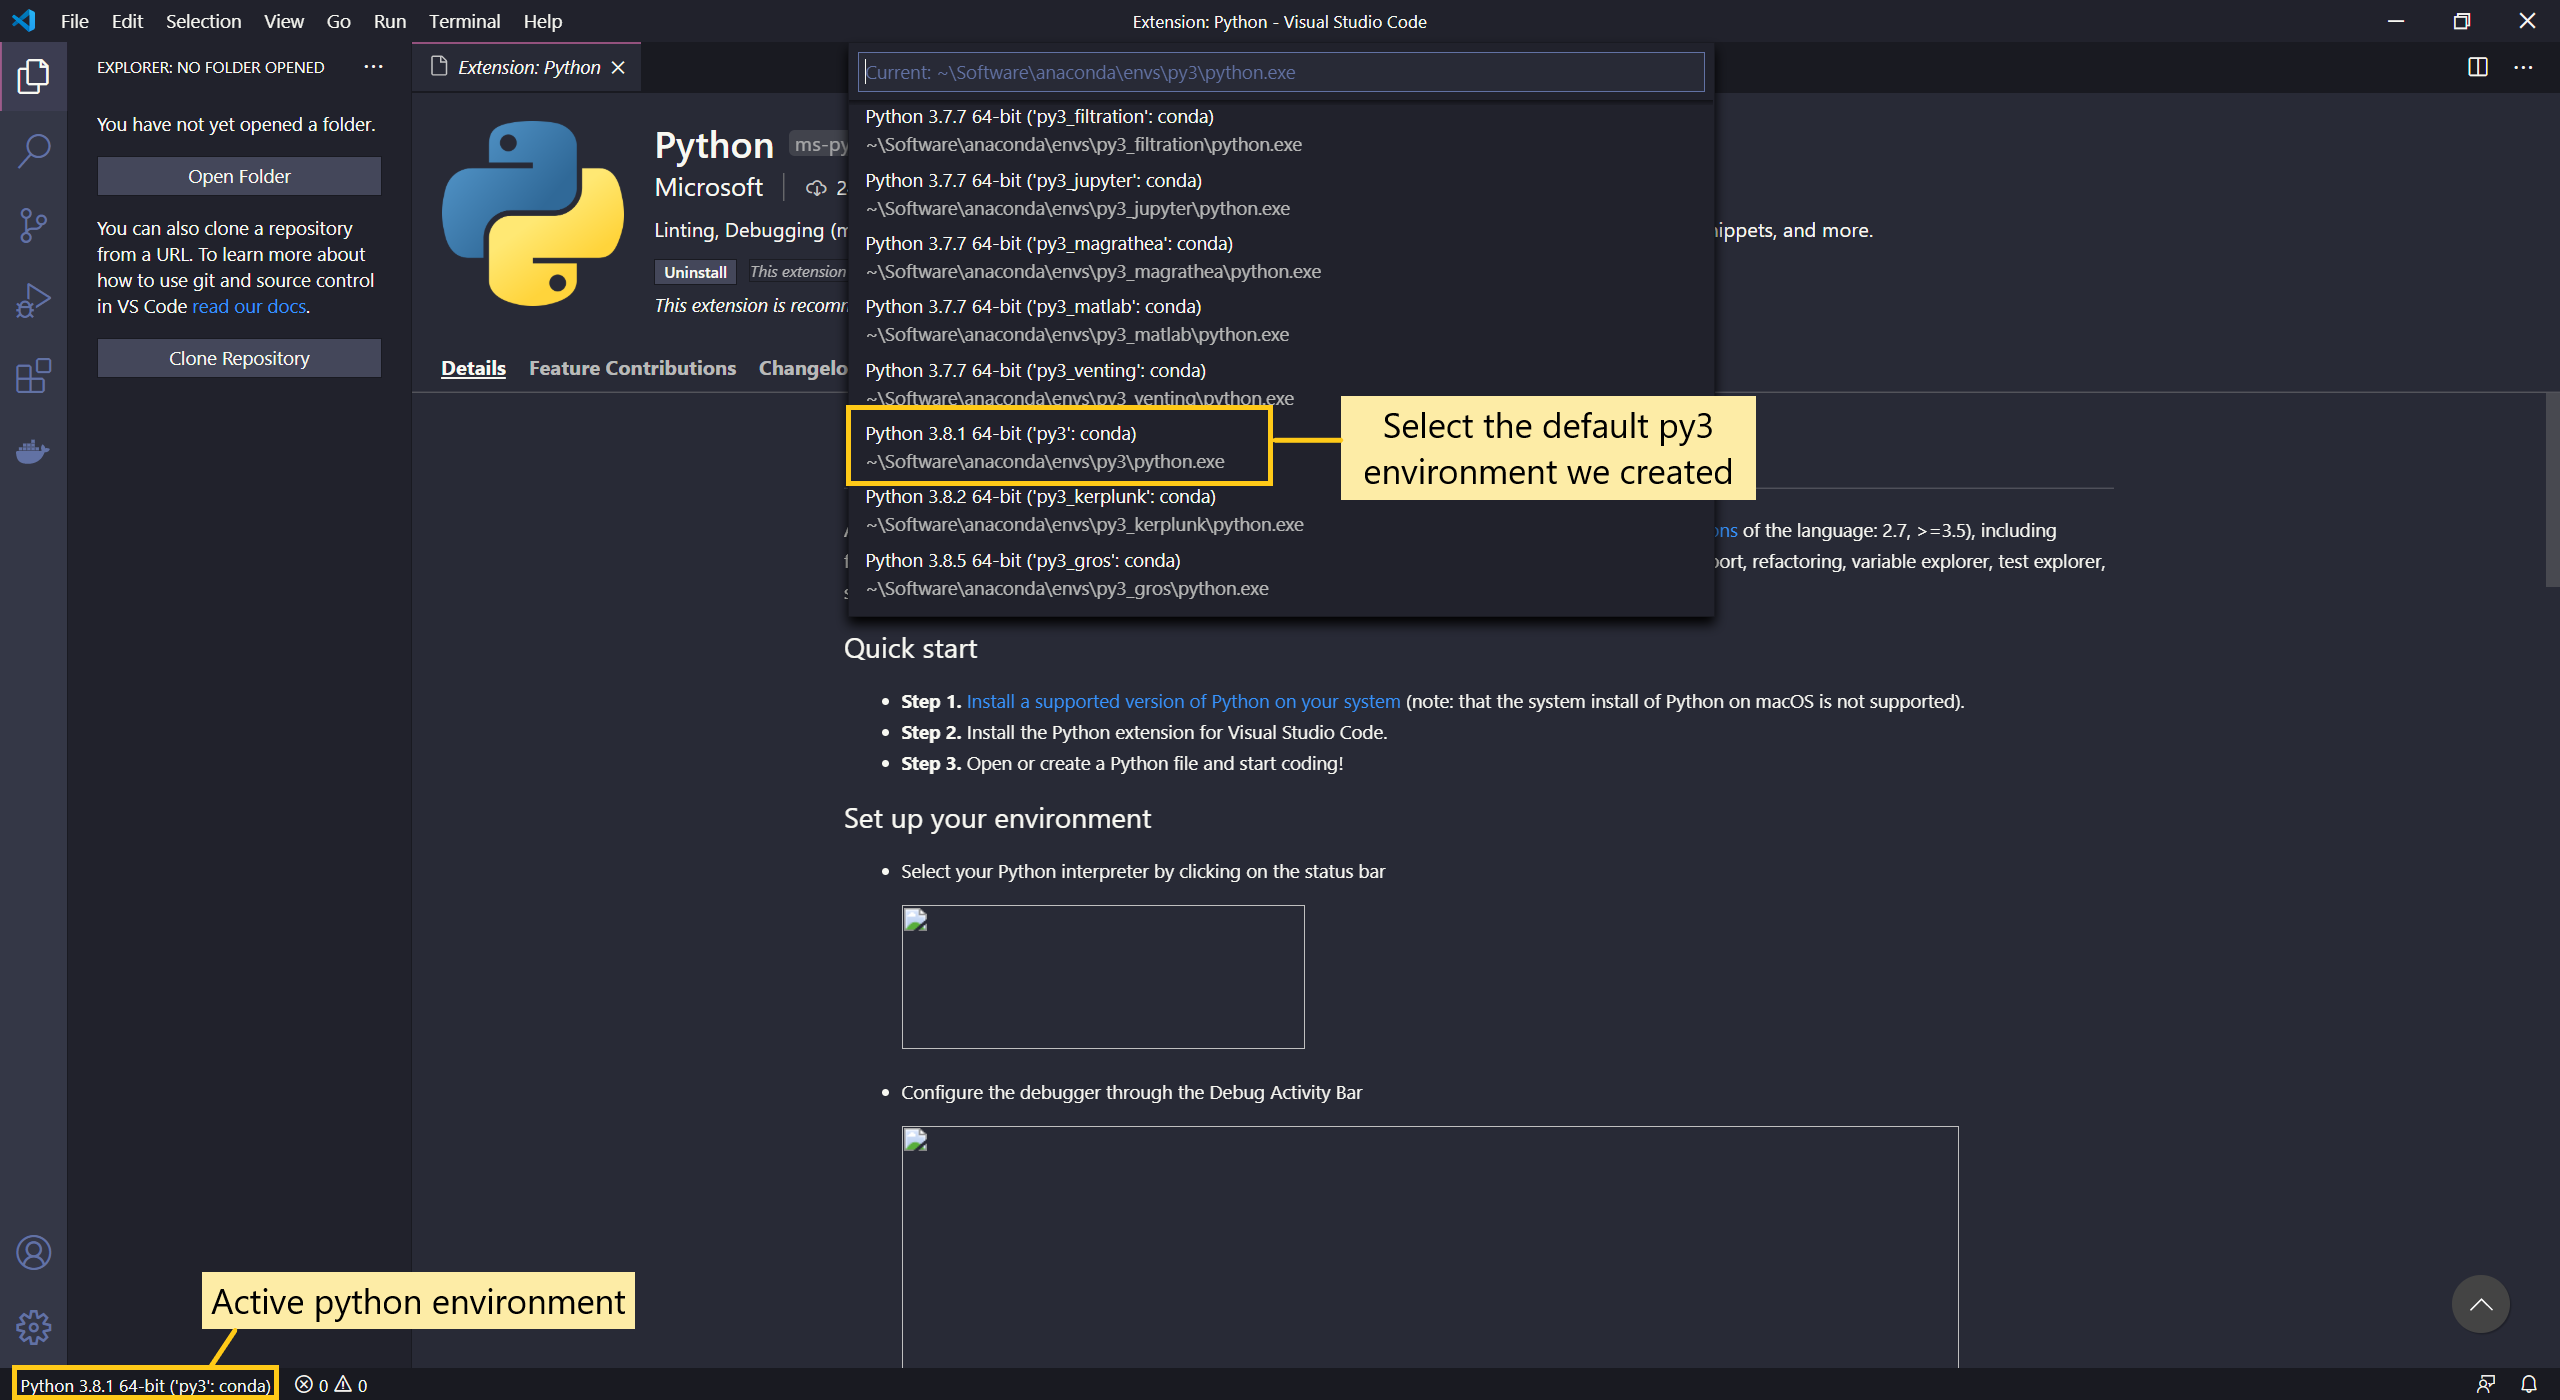 File Edit Selection View Go Run Terminal Help
Extension: Python - Visual Studio Code
EXPLORER: NO FOLDER OPENED
You have not yet opened a folder.
Open Folder
You can also clone a repository
from a URL. To learn more about
how to use git and source control
in VS Code read our docs.
Clone Repository
Extension: Python
Python ms-py
Microsoft
Linting, Debugging
ippets, and more.
Uninstall This extension
This extension is
Details Feature Contributions
Current: ~\Software\anaconda\envs\py3\python.exe
Python 3.7.7 64-bit ('py3_filtration': conda)
~\Software\anaconda\envs\py3_filtration\python.exe
Python 3.7.7 64-bit ('py3_jupyter': conda)
~\Software\anaconda\envs\py3_jupyter\python.exe
Python 3.7.7 64-bit ('py3_magrathea': conda)
~\Software\anaconda\envs\py3_magrathea\python.exe
Python 3.7.7 64-bit ('py3_matlab': conda)
~\Software\anaconda\envs\py3_matlab\python.exe
Python 3.7.7 64-bit ('py3_venting': conda)
~\Software\anaconda\envs\py3_venting\python.exe
Python 3.8.1 64-bit ('py3': conda)
~\Software\anaconda\envs\py3\python.exe
Python 3.8.2 64-bit ('py3_kerplunk': conda)
~\Software\anaconda\envs\py3_kerplunk\python.exe
Python 3.8.5 64-bit ('py3_gros': conda)
~\Software\anaconda\envs\py3_gros\python.exe
Select the default py3
environment we created
ons of the language: 2.7, >=3.5), including
ort, refactoring, variable explorer, test explorer,
Quick start
• Step 1. Install a supported version of Python on your system (note: that the system install of Python on macOS is not supported).
• Step 2. Install the Python extension for Visual Studio Code.
• Step 3. Open or create a Python file and start coding!
Set up your environment
• Select your Python interpreter by clicking on the status bar
• Configure the debugger through the Debug Activity Bar
Active python environment
Python 3.8.1 64-bit ('py3': conda) 0 0